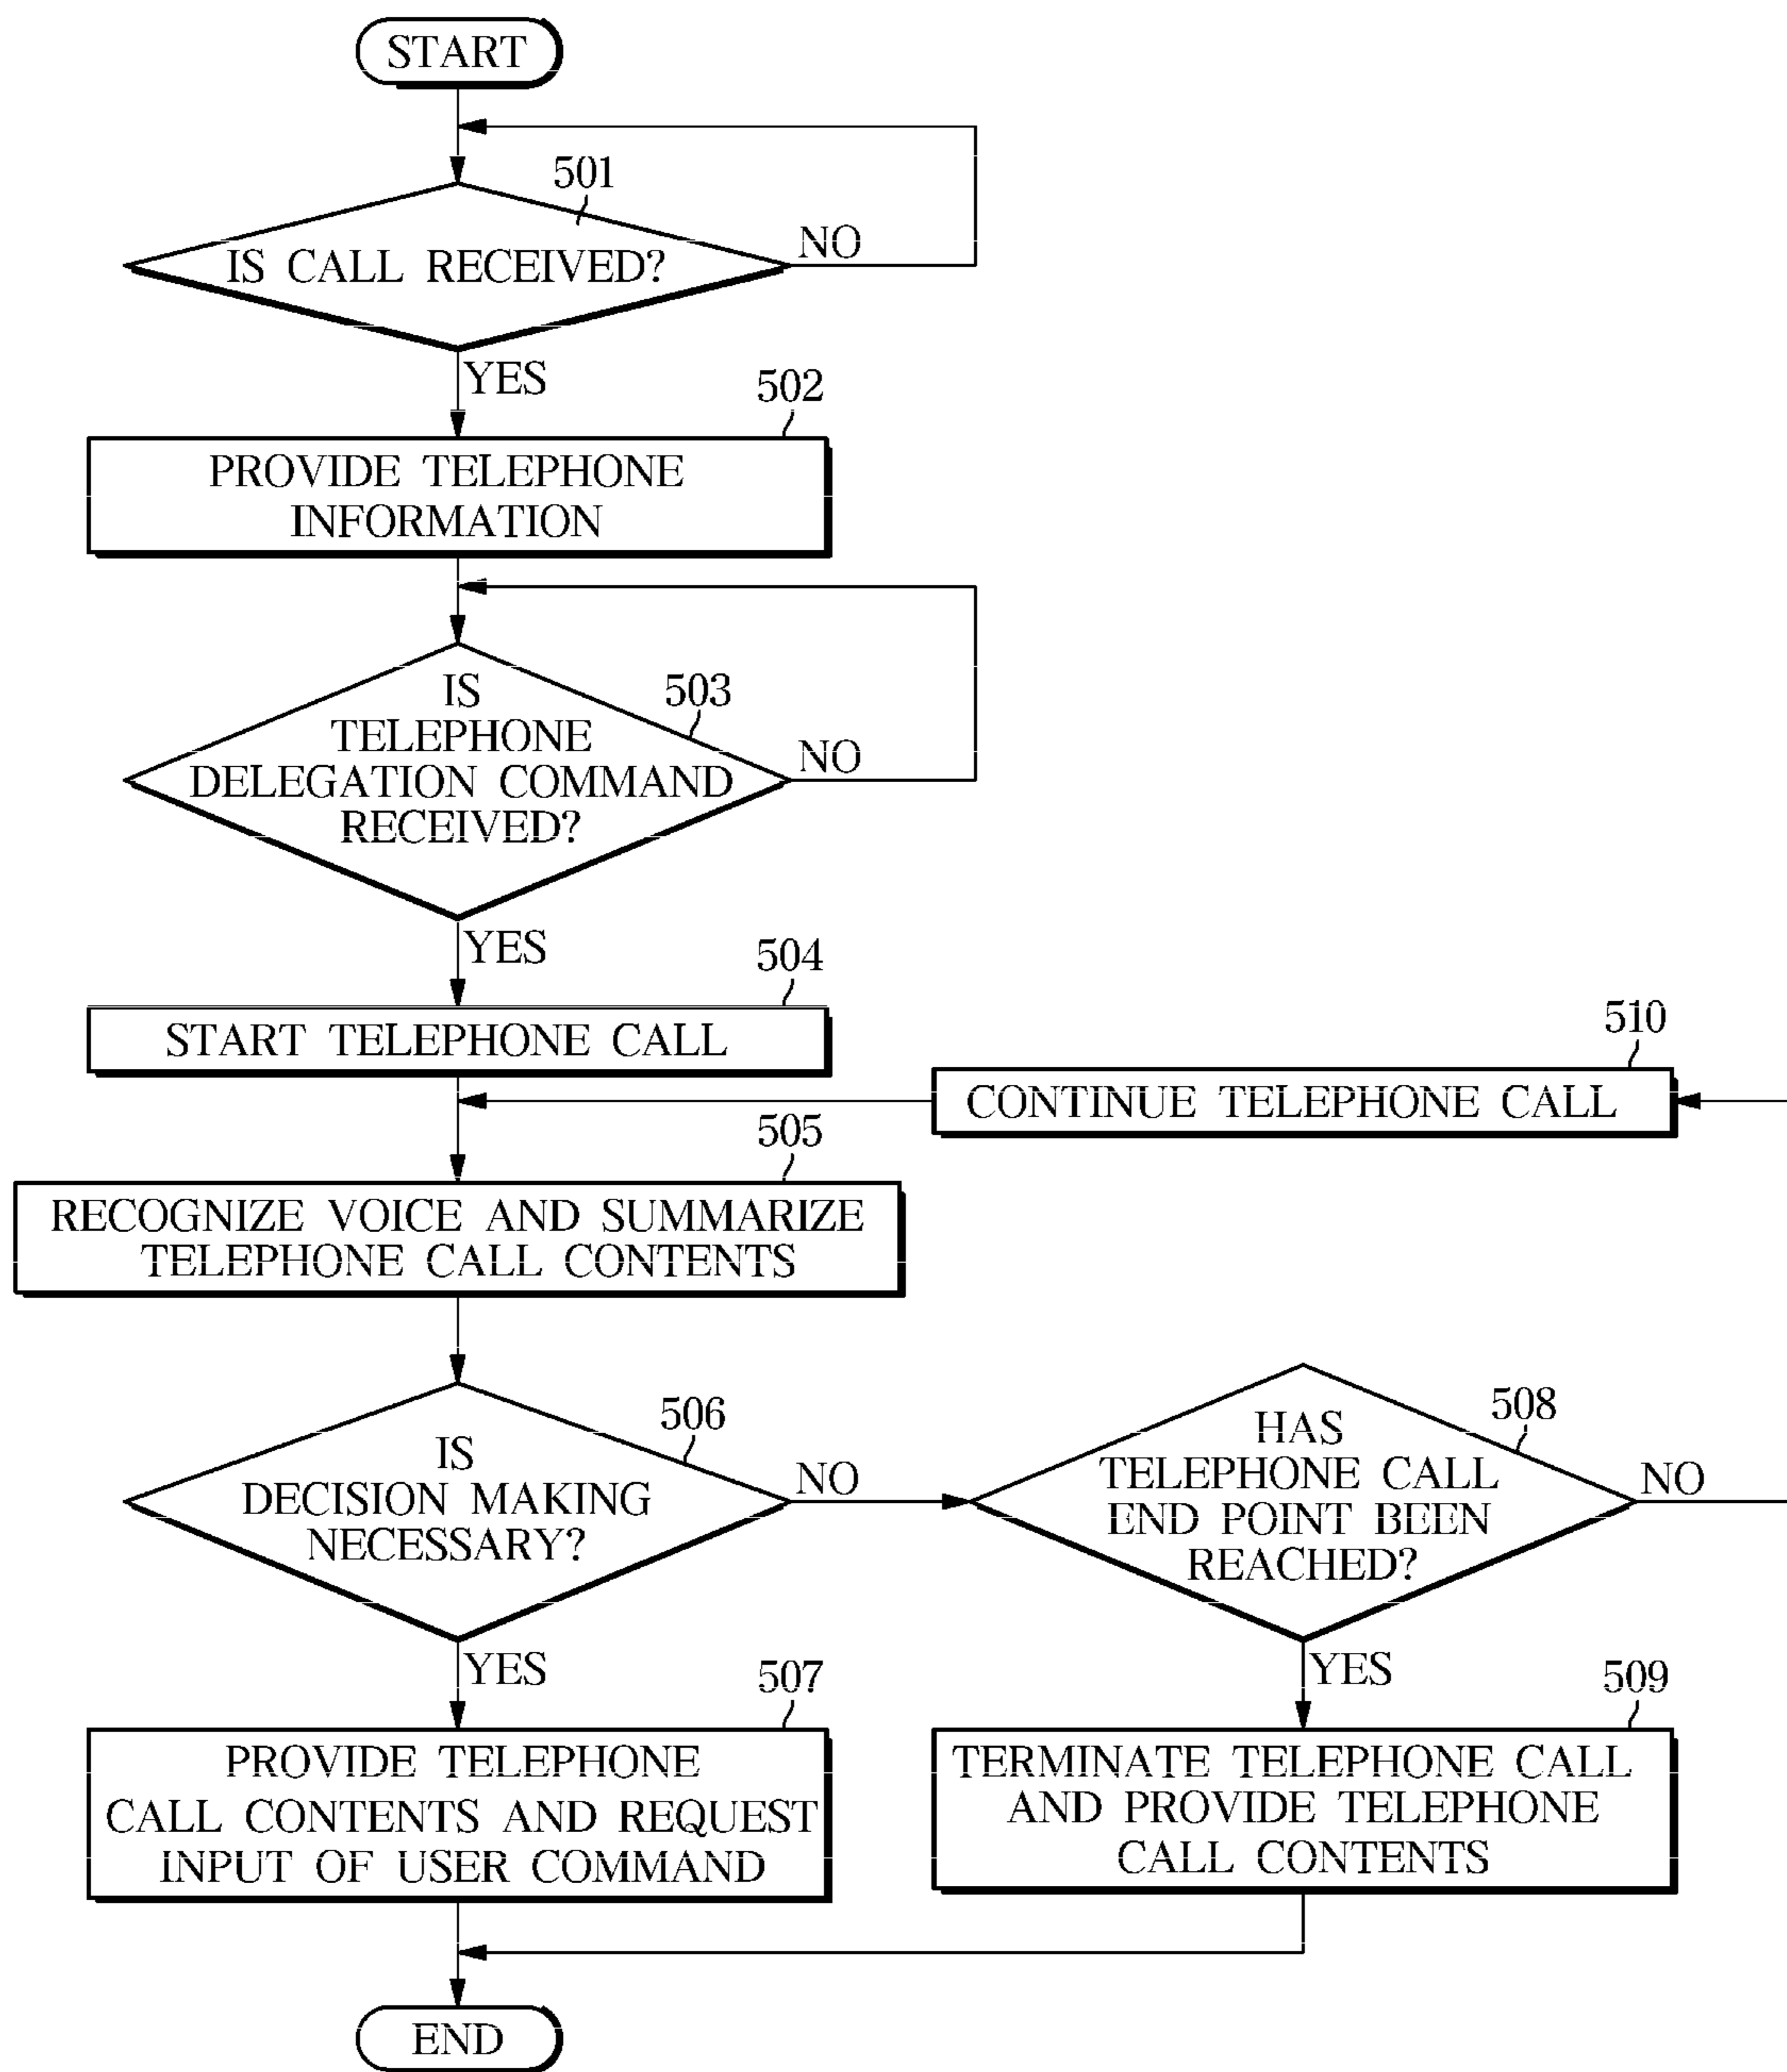 START
501
IS CALL RECEIVED?
NO
YES
502
PROVIDE TELEPHONE
INFORMATION
503
IS
TELEPHONE
DELEGATION COMMAND
RECEIVED?
NO
YES
504
START TELEPHONE CALL
510
CONTINUE TELEPHONE CALL
505
RECOGNIZE VOICE AND SUMMARIZE
TELEPHONE CALL CONTENTS
506
IS
DECISION MAKING
NECESSARY?
NO
508
HAS
TELEPHONE CALL
END POINT BEEN
REACHED?
NO
YES
507
PROVIDE TELEPHONE
CALL CONTENTS AND REQUEST
INPUT OF USER COMMAND
YES
509
TERMINATE TELEPHONE CALL
AND PROVIDE TELEPHONE
CALL CONTENTS
END